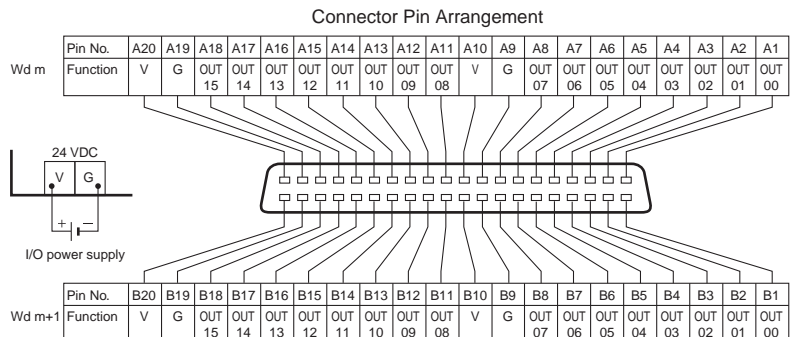 Connector Pin Arrangement
Pin No. A20 A19 A18 A17 A16 A15 A14 A13 A12 A11 A10 A9 A8 A7 A6 A5 A4 A3 A2 A1
Wd m Function V G OUT OUT OUT OUT OUT OUT OUT OUT V G OUT OUT OUT OUT OUT OUT OUT OUT
15 14 13 12 11 10 09 08 07 06 05 04 03 02 01 00
24 VDC
V G
+ −
I/O power supply
Pin No. B20 B19 B18 B17 B16 B15 B14 B13 B12 B11 B10 B9 B8 B7 B6 B5 B4 B3 B2 B1
Wd m+1 Function V G OUT OUT OUT OUT OUT OUT OUT OUT V G OUT OUT OUT OUT OUT OUT OUT OUT
15 14 13 12 11 10 09 08 07 06 05 04 03 02 01 00